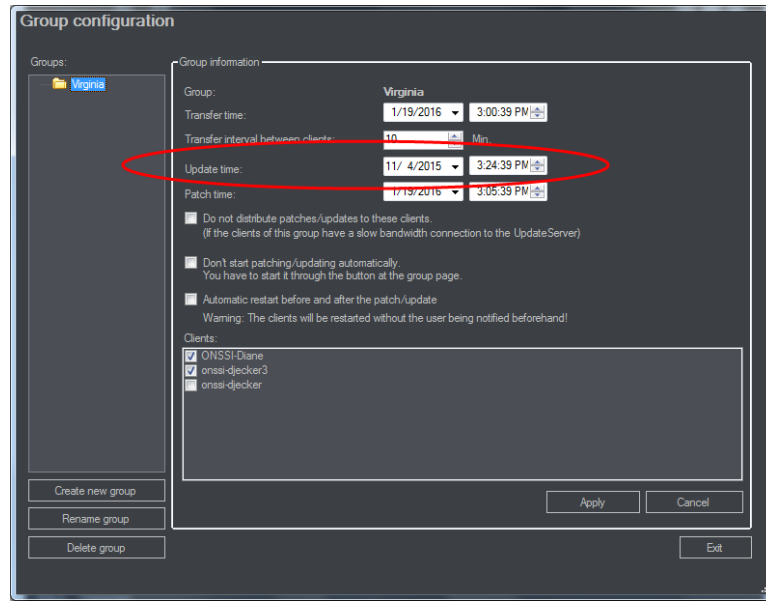 Group configuration
Groups:
Virginia
Group information
Group: Virginia
Transfer time: 1/19/2016 3:00:39 PM
Transfer interval between clients: 10 Min.
Update time: 11/ 4/2015 3:24:39 PM
Patch time: 1/19/2016 3:05:39 PM
Do not distribute patches/updates to these clients.
(If the clients of this group have a slow bandwidth connection to the UpdateServer)
Don't start patching/updating automatically.
You have to start it through the button at the group page.
Automatic restart before and after the patch/update
Warning: The clients will be restarted without the user being notified beforehand!
Clients:
ONSSI-Diane
onssi-djecker3
onssi-djecker
Create new group
Rename group
Delete group
Apply
Cancel
Exit